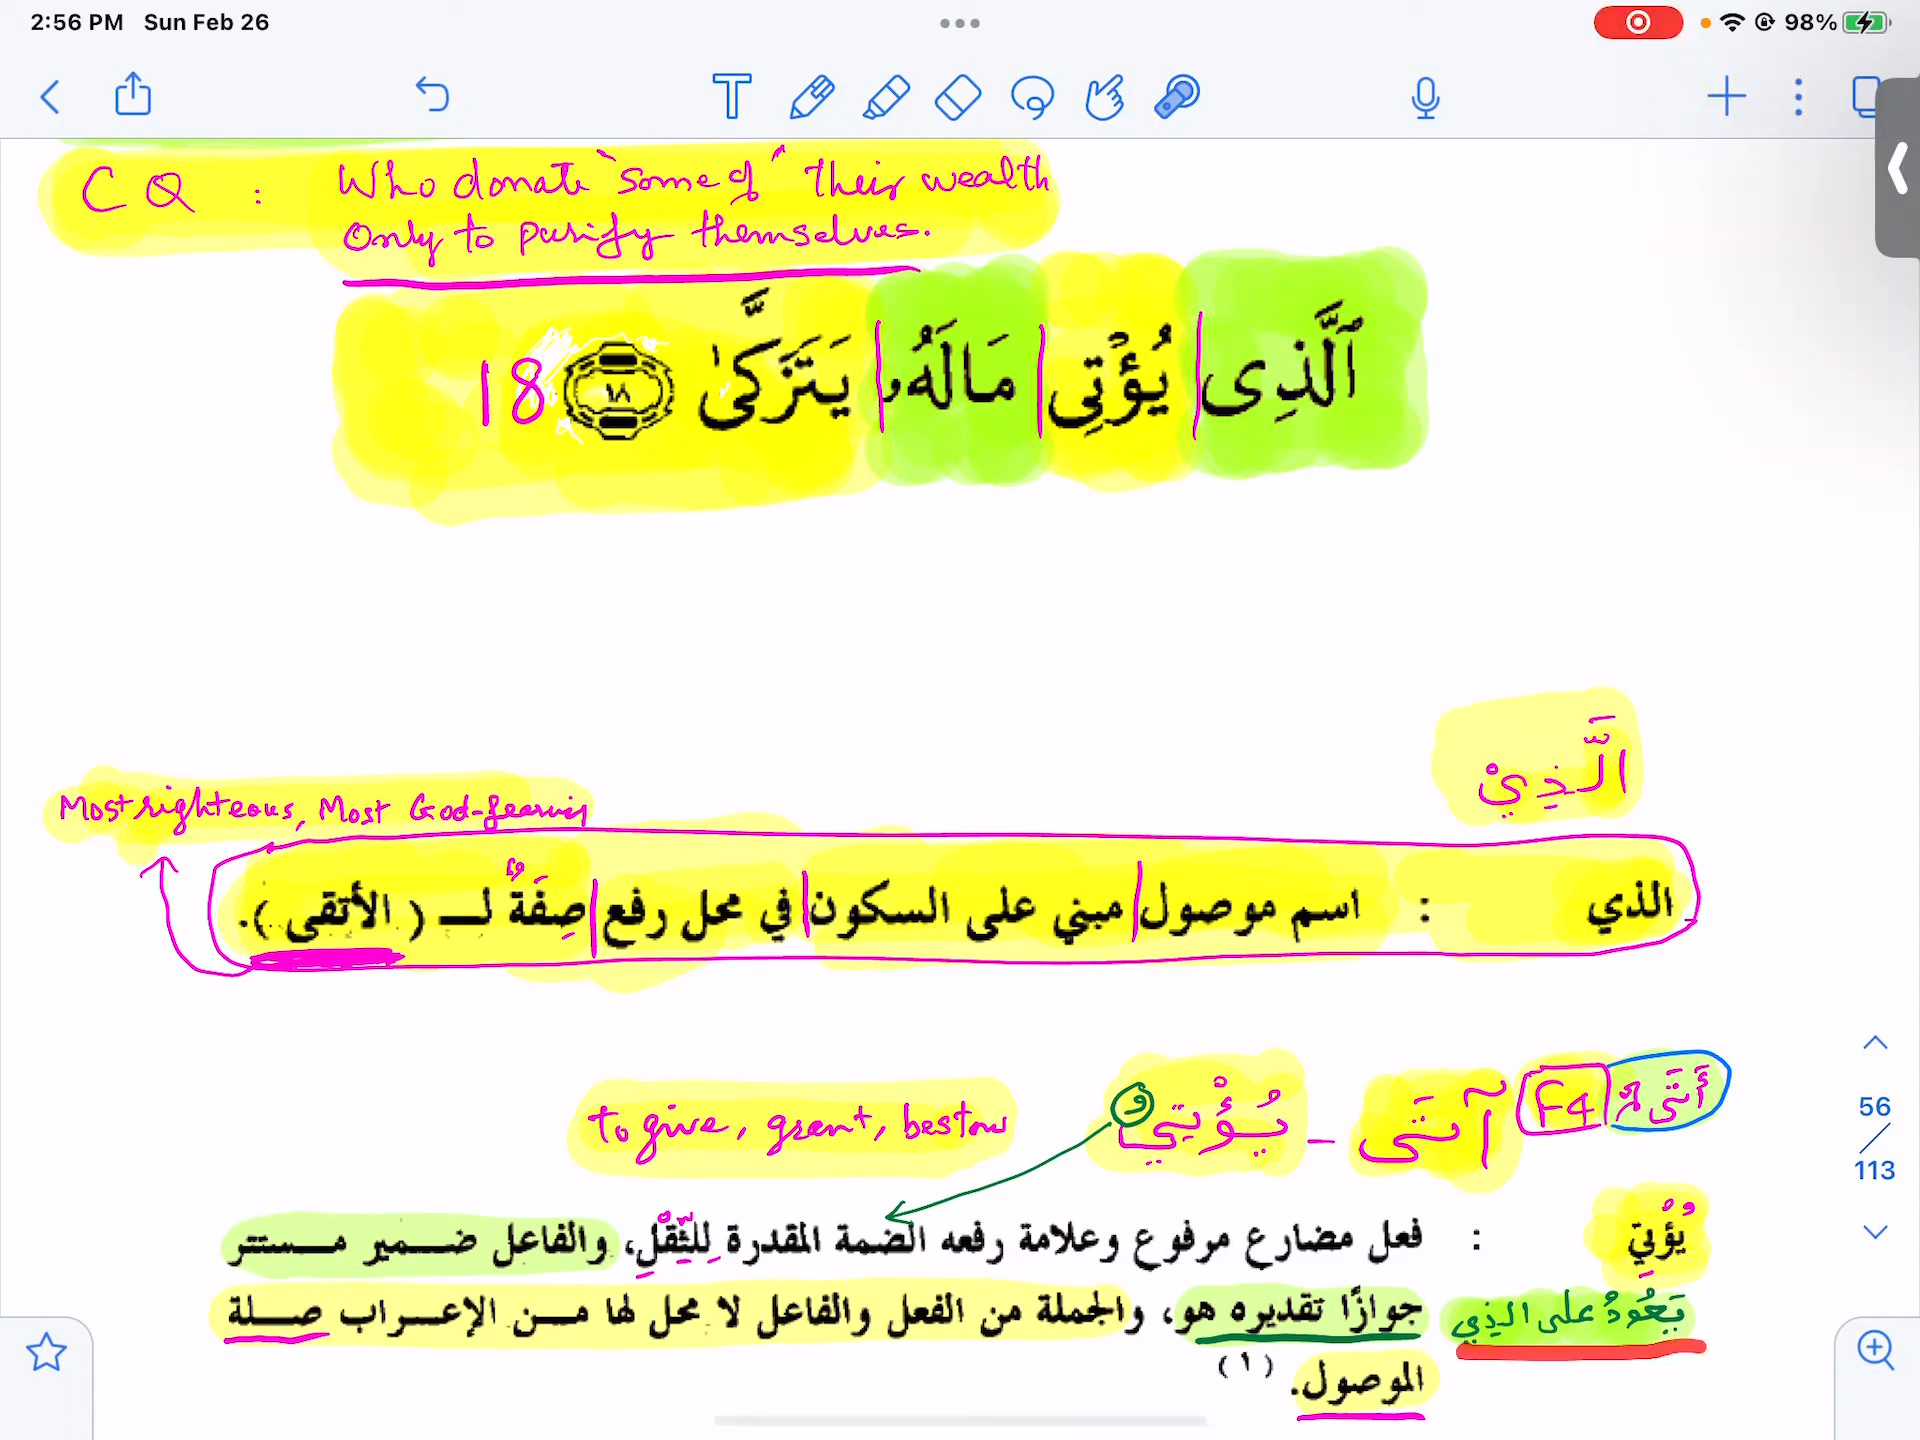 2:56 PM Sun Feb 26
98%
CQ : Who donate "some of" their wealth
only to purify themselves.
ٱلَّذِى يُؤْتِى مَالَهُۥ يَتَزَكَّىٰ ١٨ 18
الَّذِيْ
Most righteous, Most God-fearing
الذي : اسم موصول مبني على السكون في محل رفع صِفَةٌ لـ ( الأتقى ).
أَتَى F4 آتَى - يُؤْتِيْ to give, grant, bestow
56
113
يُؤْتِي : فعل مضارع مرفوع وعلامة رفعه الضمة المقدرة للثِّقَلِ، والفاعل ضمير مستتر
يَعُودُ على الذي جوازًا تقديره هو، والجملة من الفعل والفاعل لا محل لها من الإعراب صلة
الموصول. (١)